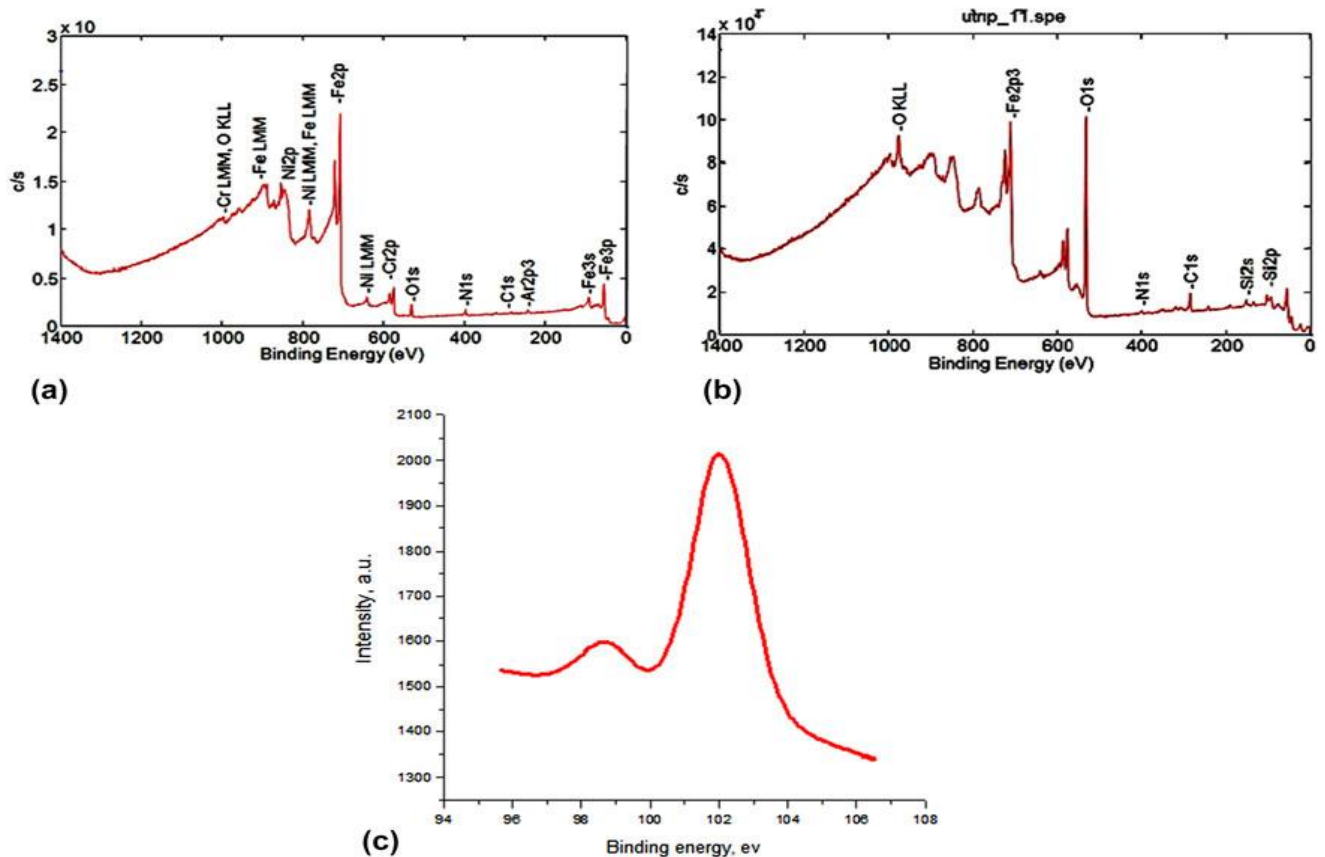 3 x 10
2.5
2
1.5
1
0.5
0
c/s
-Cr LMM, O KLL
-Fe LMM
Ni2p
-Ni LMM, Fe LMM
-Fe2p
-Ni LMM
-Cr2p
-O1s
-N1s
-C1s
-Ar2p3
-Fe3s
-Fe3p
1400 1200 1000 800 600 400 200 0
Binding Energy (eV)
(a)
14 x 10
12
10
8
6
4
2
0
c/s
-O KLL
-Fe2p3
-O1s
-N1s
-C1s
-Si2s
-Si2p
1400 1200 1000 800 600 400 200 0
Binding Energy (eV)
(b)
2100
2000
1900
1800
1700
1600
1500
1400
1300
Intensity, a.u.
94 96 98 100 102 104 106 108
Binding energy, ev
(c)